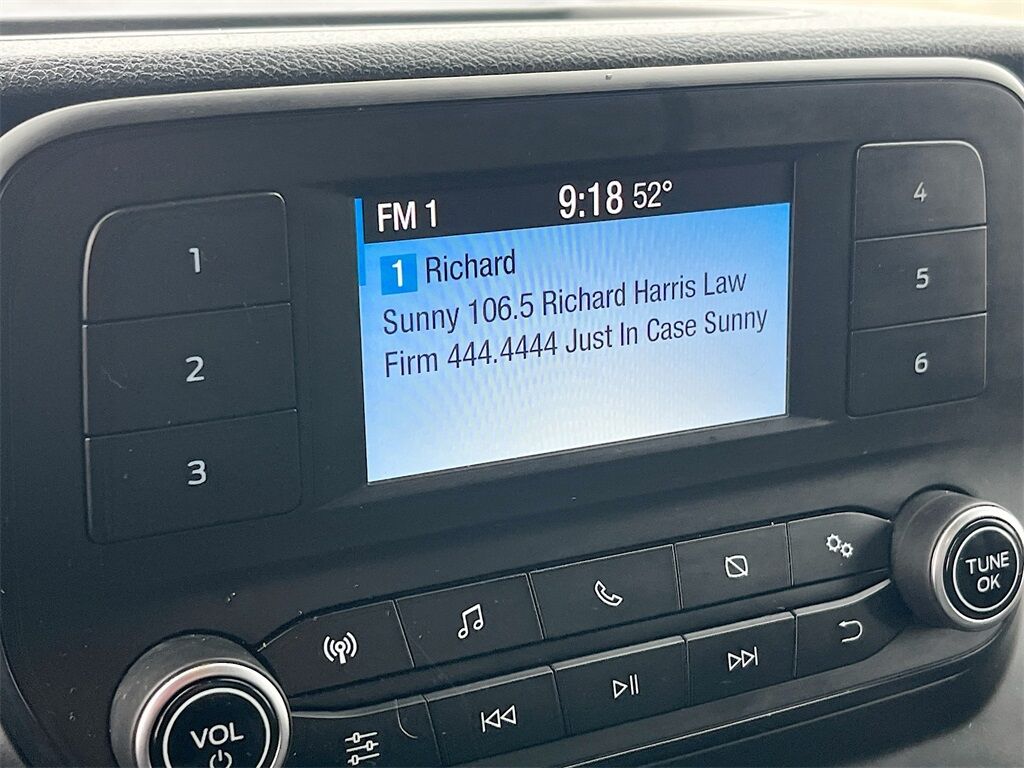 FM 1 9:18 52°
1 Richard
Sunny 106.5 Richard Harris Law
Firm 444.4444 Just In Case Sunny
1
2
3
4
5
6
TUNE
OK
VOL